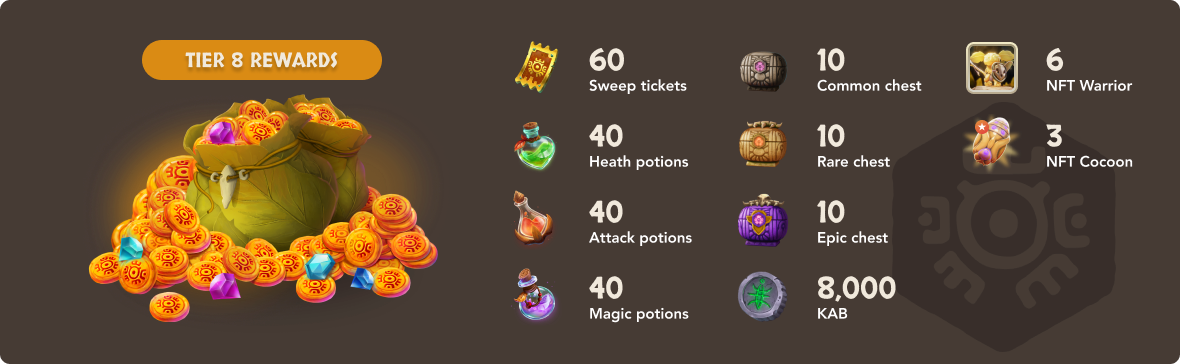 TIER 8 REWARDS
60
Sweep tickets
40
Heath potions
40
Attack potions
40
Magic potions
10
Common chest
10
Rare chest
10
Epic chest
8,000
KAB
6
NFT Warrior
3
NFT Cocoon